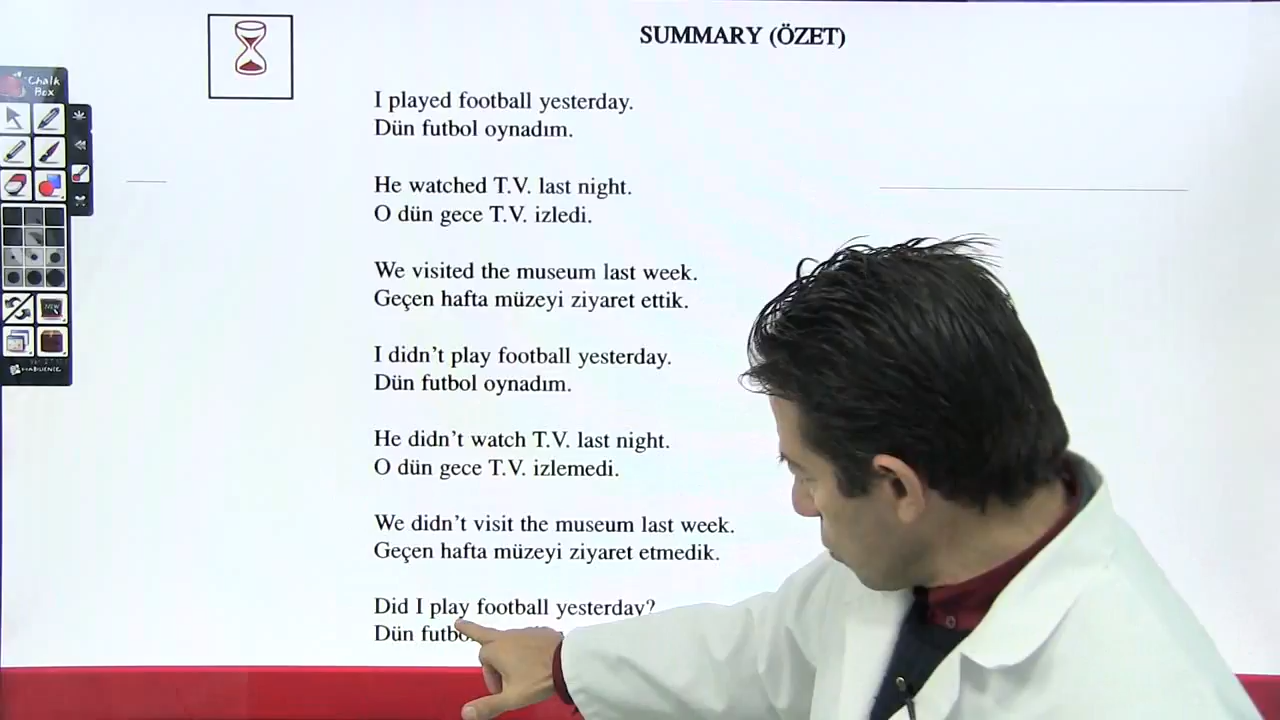 SUMMARY (ÖZET)
Chalk
Box
I played football yesterday.
Dün futbol oynadım.
He watched T.V. last night.
O dün gece T.V. izledi.
We visited the museum last week.
Geçen hafta müzeyi ziyaret ettik.
I didn't play football yesterday.
Dün futbol oynadım.
He didn't watch T.V. last night.
O dün gece T.V. izlemedi.
We didn't visit the museum last week.
Geçen hafta müzeyi ziyaret etmedik.
Did I play football yesterday?
Dün